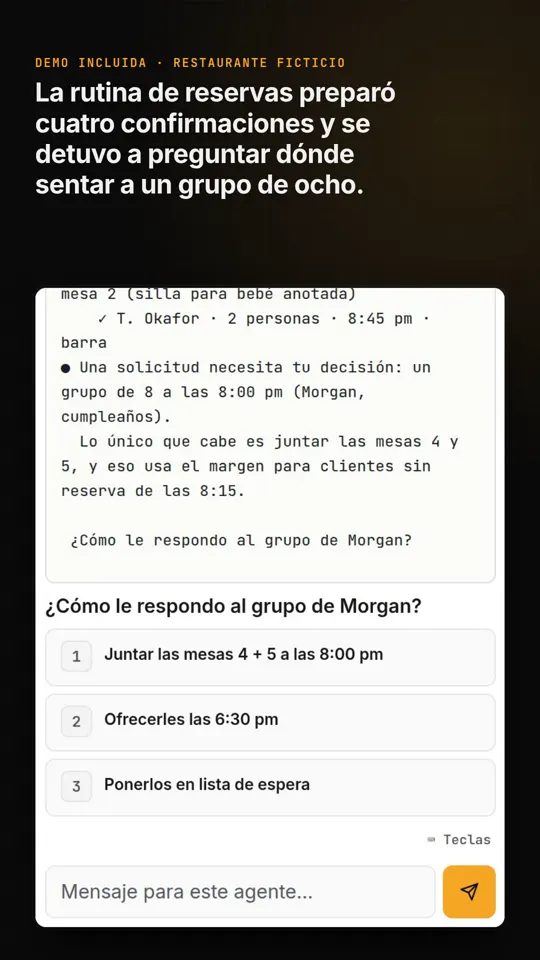 DEMO INCLUIDA · RESTAURANTE FICTICIO
La rutina de reservas preparó
cuatro confirmaciones y se
detuvo a preguntar dónde
sentar a un grupo de ocho.
mesa 2 (silla para bebé anotada)
✓ T. Okafor · 2 personas · 8:45 pm ·
barra
● Una solicitud necesita tu decisión: un
grupo de 8 a las 8:00 pm (Morgan,
cumpleaños).
Lo único que cabe es juntar las mesas 4 y
5, y eso usa el margen para clientes sin
reserva de las 8:15.
¿Cómo le respondo al grupo de Morgan?
¿Cómo le respondo al grupo de Morgan?
1 Juntar las mesas 4 + 5 a las 8:00 pm
2 Ofrecerles las 6:30 pm
3 Ponerlos en lista de espera
Teclas
Mensaje para este agente...